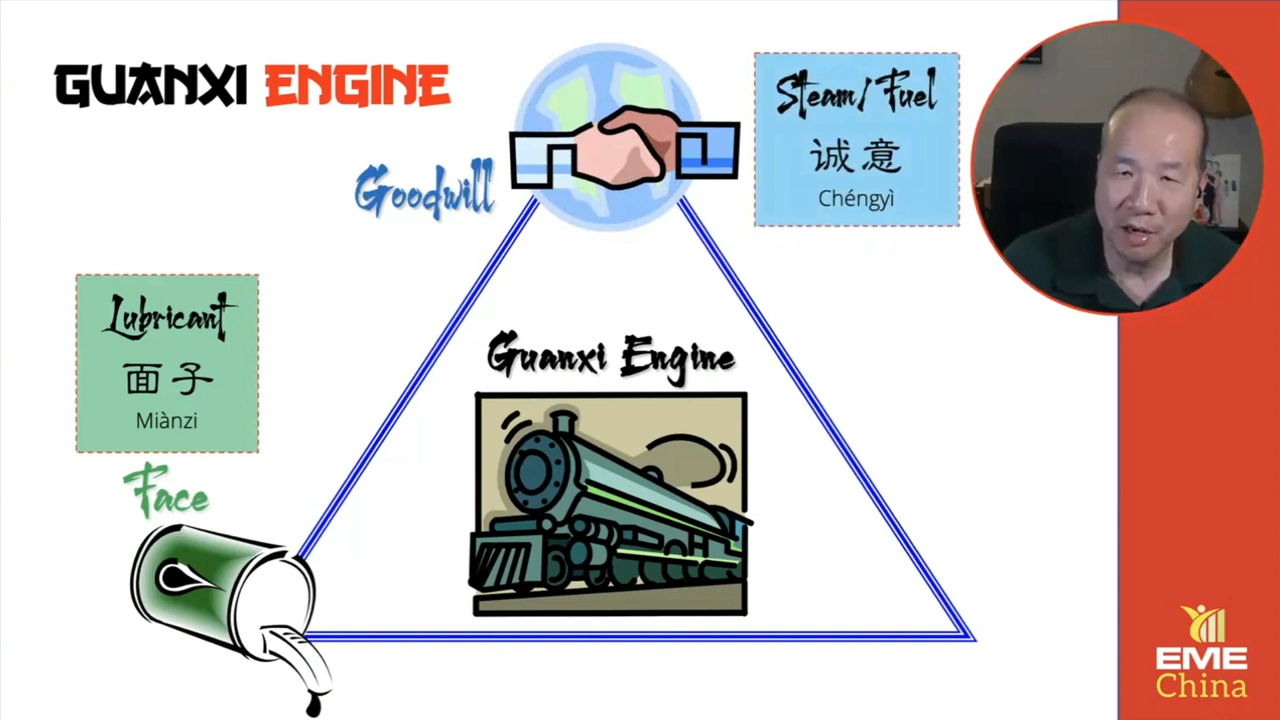 GUANXI ENGINE
Goodwill
Steam/Fuel
诚意
Chéngyì
Lubricant
面子
Miànzi
Face
Guanxi Engine
EME
China